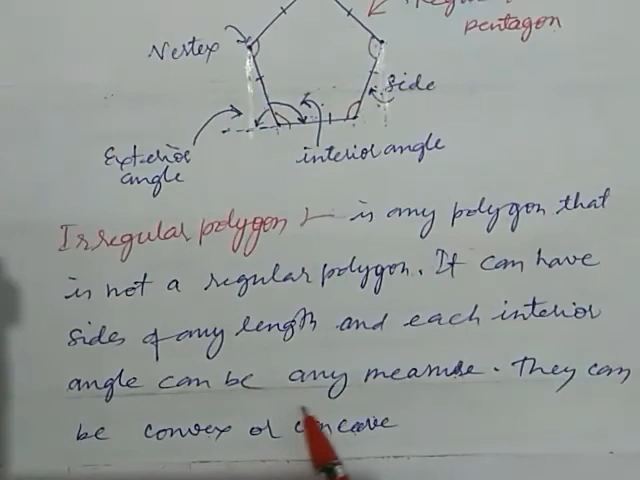 Regul
pentagon
Vertex
side
Exterior
angle
interior angle
Irregular polygon :- is any polygon that
is not a regular polygon. It can have
sides of any length and each interior
angle can be any measure. They can
be convex or concave